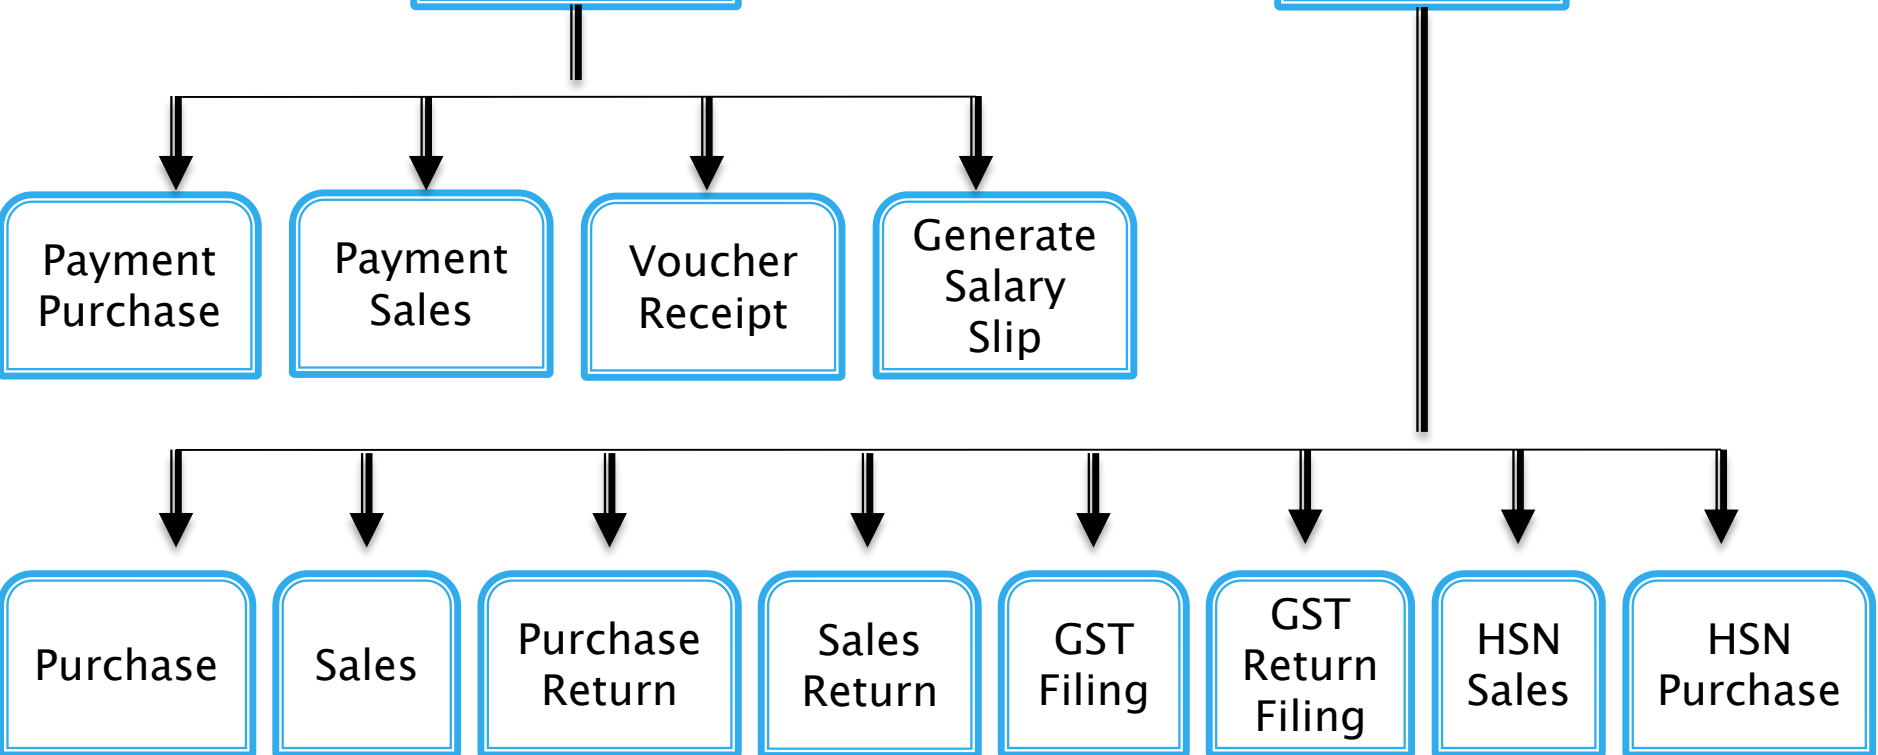 Payment
Purchase
Payment
Sales
Voucher
Receipt
Generate
Salary
Slip
Purchase
Sales
Purchase
Return
Sales
Return
GST
Filing
GST
Return
Filing
HSN
Sales
HSN
Purchase